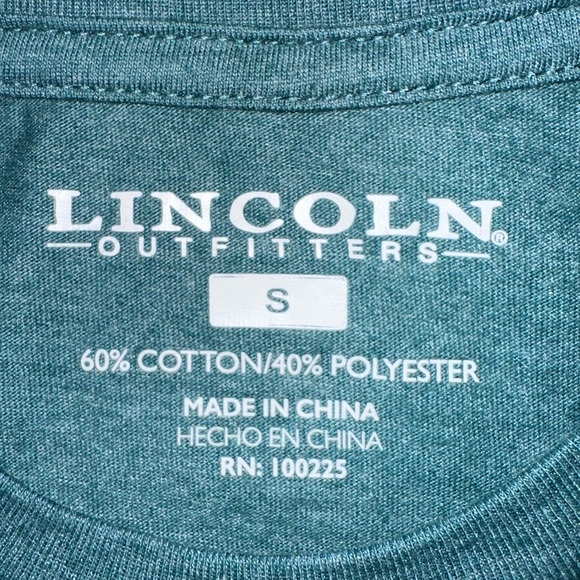 LINCOLN®
OUTFITTERS
S
60% COTTON/40% POLYESTER
MADE IN CHINA
HECHO EN CHINA
RN: 100225